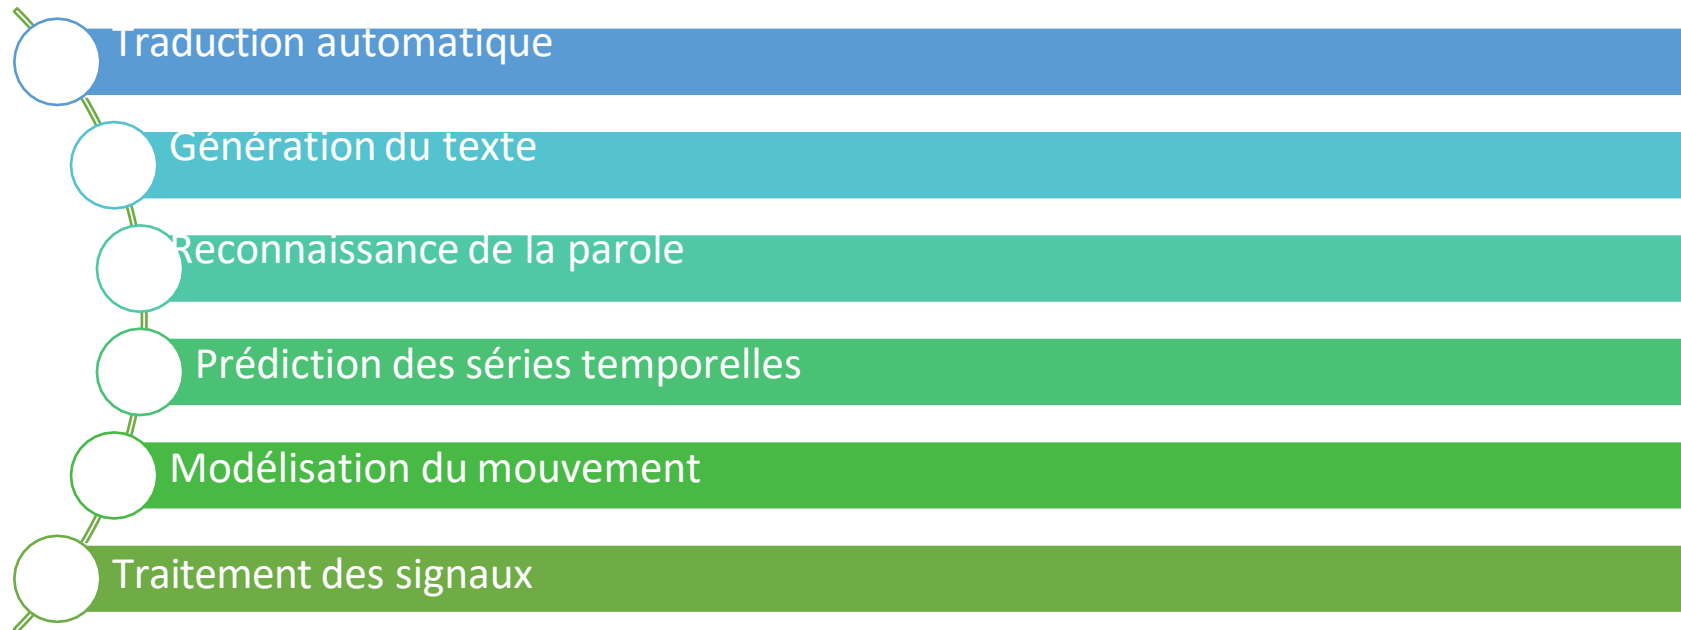 Traduction automatique
Génération du texte
Reconnaissance de la parole
Prédiction des séries temporelles
Modélisation du mouvement
Traitement des signaux